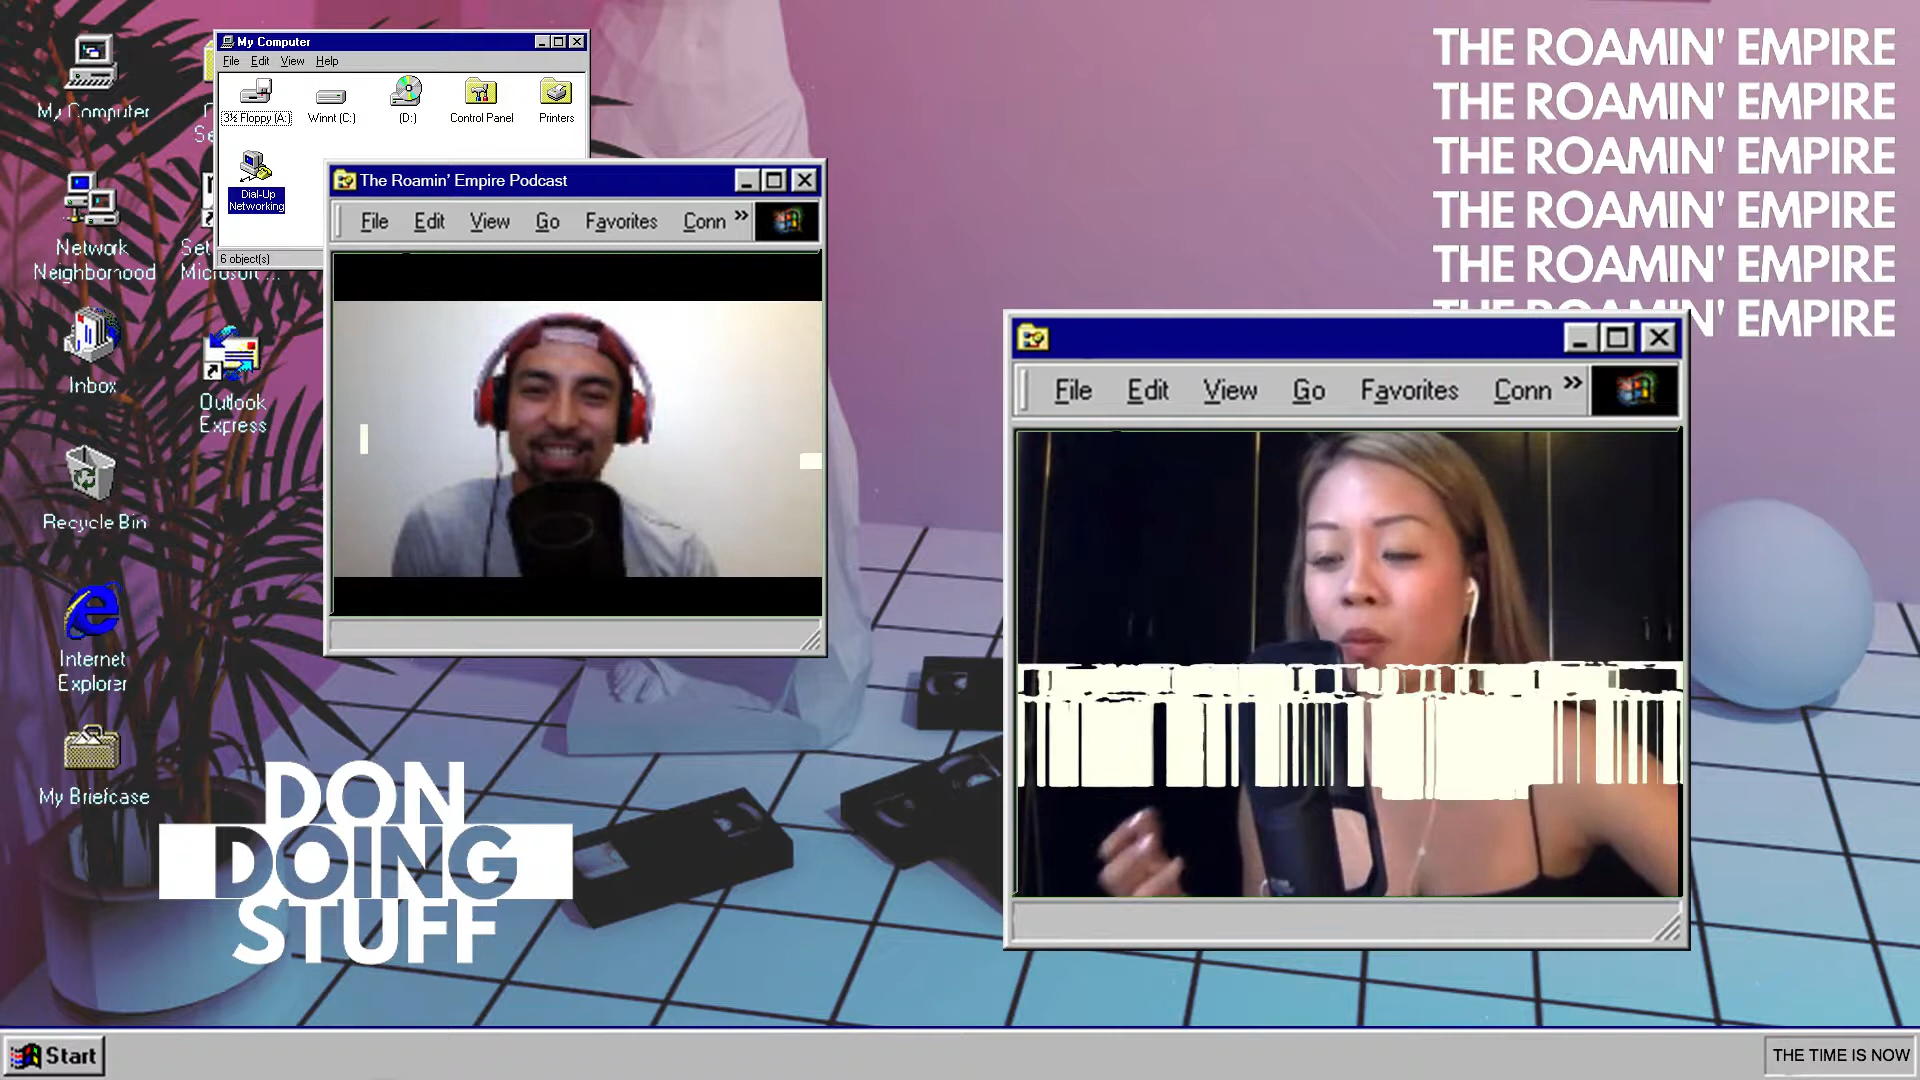 My Computer
Network
Neighborhood
Inbox
Recycle Bin
Internet
Explorer
My Briefcase
Outlook
Express
My Computer
File Edit View Help
3½ Floppy (A:) Winnt (C:) (D:) Control Panel Printers
Dial-Up
Networking
6 object(s)
The Roamin' Empire Podcast
File Edit View Go Favorites Conn »
THE ROAMIN' EMPIRE
THE ROAMIN' EMPIRE
THE ROAMIN' EMPIRE
THE ROAMIN' EMPIRE
THE ROAMIN' EMPIRE
THE ROAMIN' EMPIRE
File Edit View Go Favorites Conn »
DON
DOING
STUFF
Start
THE TIME IS NOW